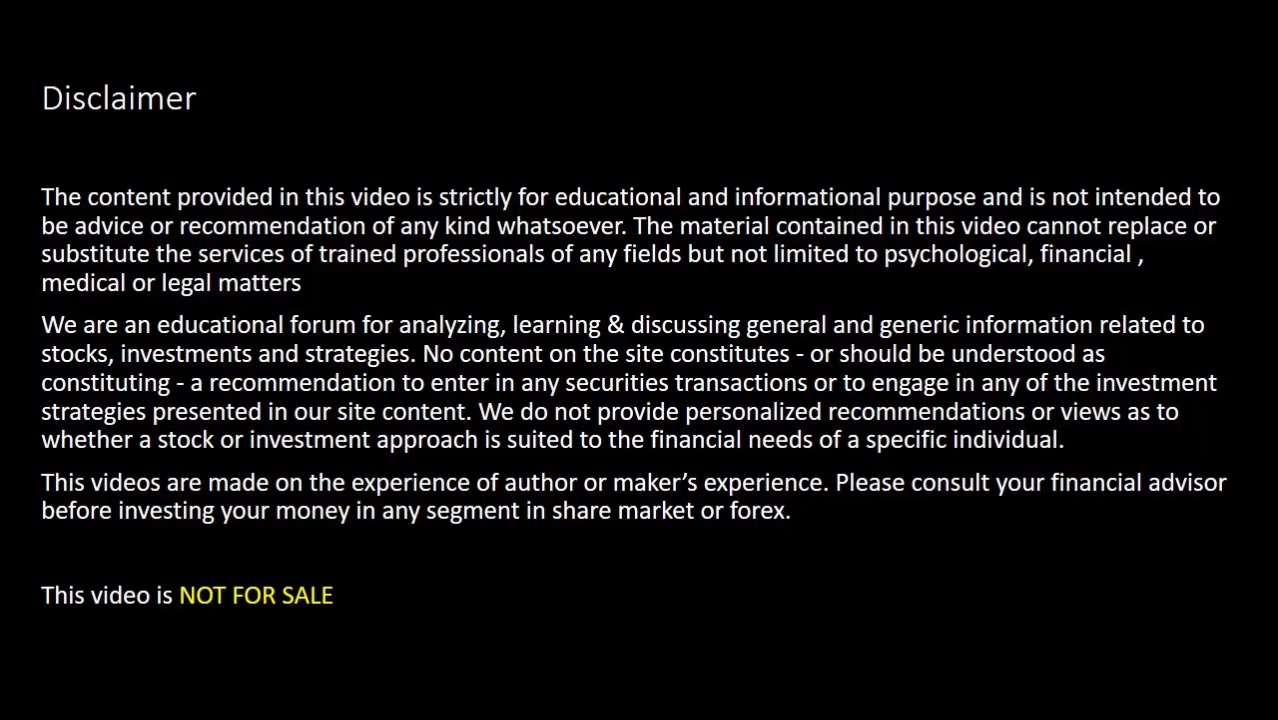 Disclaimer
The content provided in this video is strictly for educational and informational purpose and is not intended to
be advice or recommendation of any kind whatsoever. The material contained in this video cannot replace or
substitute the services of trained professionals of any fields but not limited to psychological, financial ,
medical or legal matters
We are an educational forum for analyzing, learning & discussing general and generic information related to
stocks, investments and strategies. No content on the site constitutes - or should be understood as
constituting - a recommendation to enter in any securities transactions or to engage in any of the investment
strategies presented in our site content. We do not provide personalized recommendations or views as to
whether a stock or investment approach is suited to the financial needs of a specific individual.
This videos are made on the experience of author or maker’s experience. Please consult your financial advisor
before investing your money in any segment in share market or forex.
This video is NOT FOR SALE